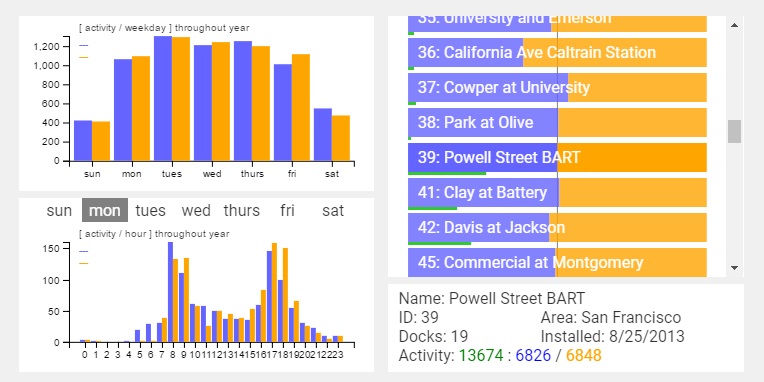 [ activity / weekday ] throughout year
1,200
1,000
800
600
400
200
0
sun mon tues wed thurs fri sat
sun mon tues wed thurs fri sat
[ activity / hour ] throughout year
150
100
50
0
0 1 2 3 4 5 6 7 8 9 10 11 12 13 14 15 16 17 18 19 20 21 22 23
35: University and Emerson
36: California Ave Caltrain Station
37: Cowper at University
38: Park at Olive
39: Powell Street BART
41: Clay at Battery
42: Davis at Jackson
45: Commercial at Montgomery
Name: Powell Street BART
ID: 39 Area: San Francisco
Docks: 19 Installed: 8/25/2013
Activity: 13674 : 6826 / 6848